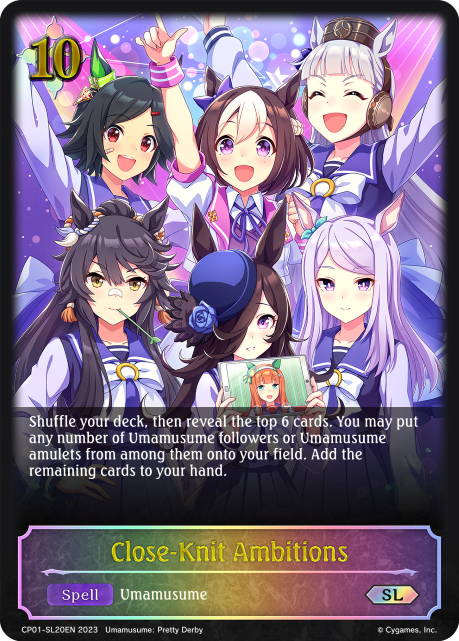 10
Shuffle your deck, then reveal the top 6 cards. You may put
any number of Umamusume followers or Umamusume
amulets from among them onto your field. Add the
remaining cards to your hand.
Close-Knit Ambitions
Spell Umamusume SL
CP01-SL20EN 2023 Umamusume: Pretty Derby © Cygames, Inc.